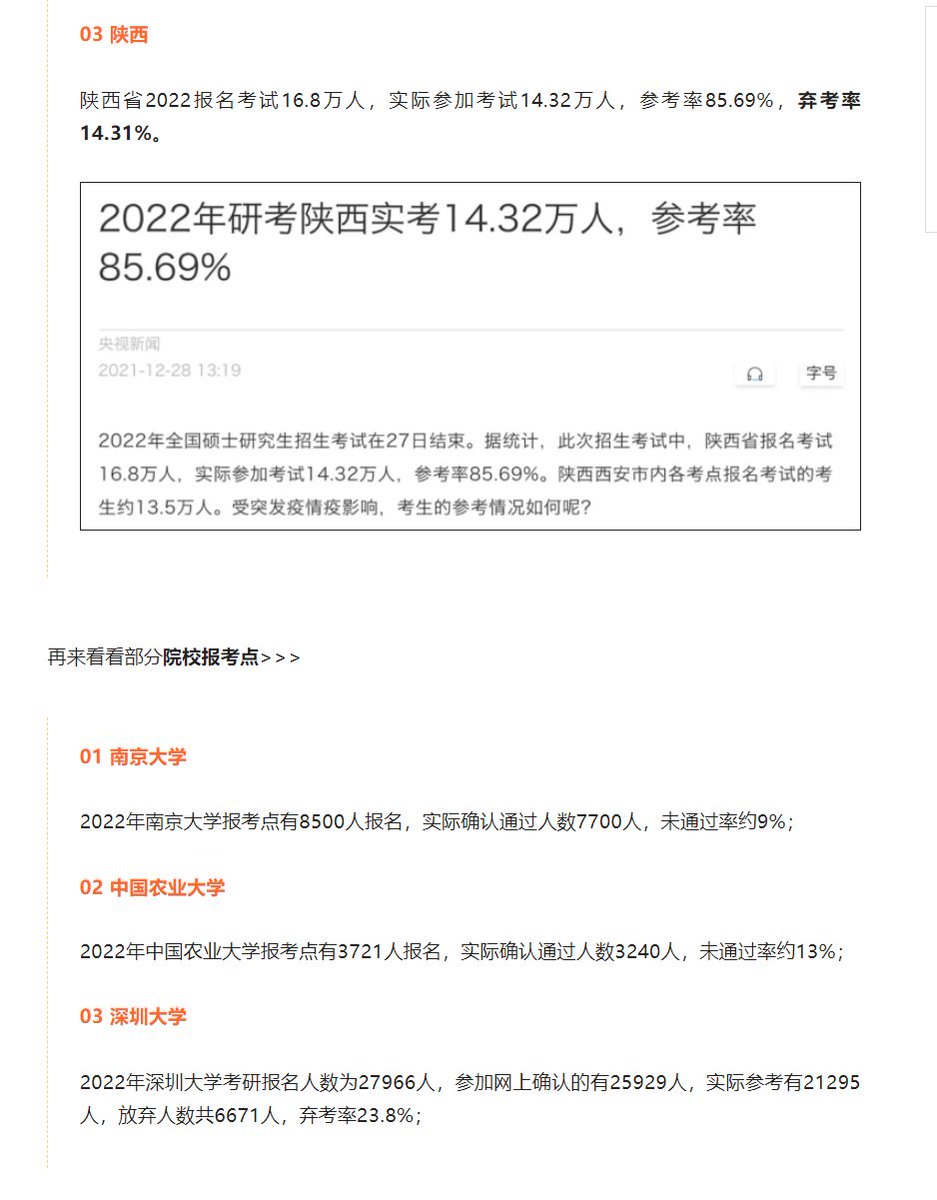 03 陕西
陕西省2022报名考试16.8万人，实际参加考试14.32万人，参考率85.69%，弃考率
14.31%。
2022年研考陕西实考14.32万人，参考率
85.69%
央视新闻
2021-12-28 13:19
字号
2022年全国硕士研究生招生考试在27日结束。据统计，此次招生考试中，陕西省报名考试
16.8万人，实际参加考试14.32万人，参考率85.69%。陕西西安市内各考点报名考试的考
生约13.5万人。受突发疫情疫影响，考生的参考情况如何呢？
再来看看部分院校报考点>>>
01 南京大学
2022年南京大学报考点有8500人报名，实际确认通过人数7700人，未通过率约9%；
02 中国农业大学
2022年中国农业大学报考点有3721人报名，实际确认通过人数3240人，未通过率约13%；
03 深圳大学
2022年深圳大学考研报名人数为27966人，参加网上确认的有25929人，实际参考有21295
人，放弃人数共6671人，弃考率23.8%；